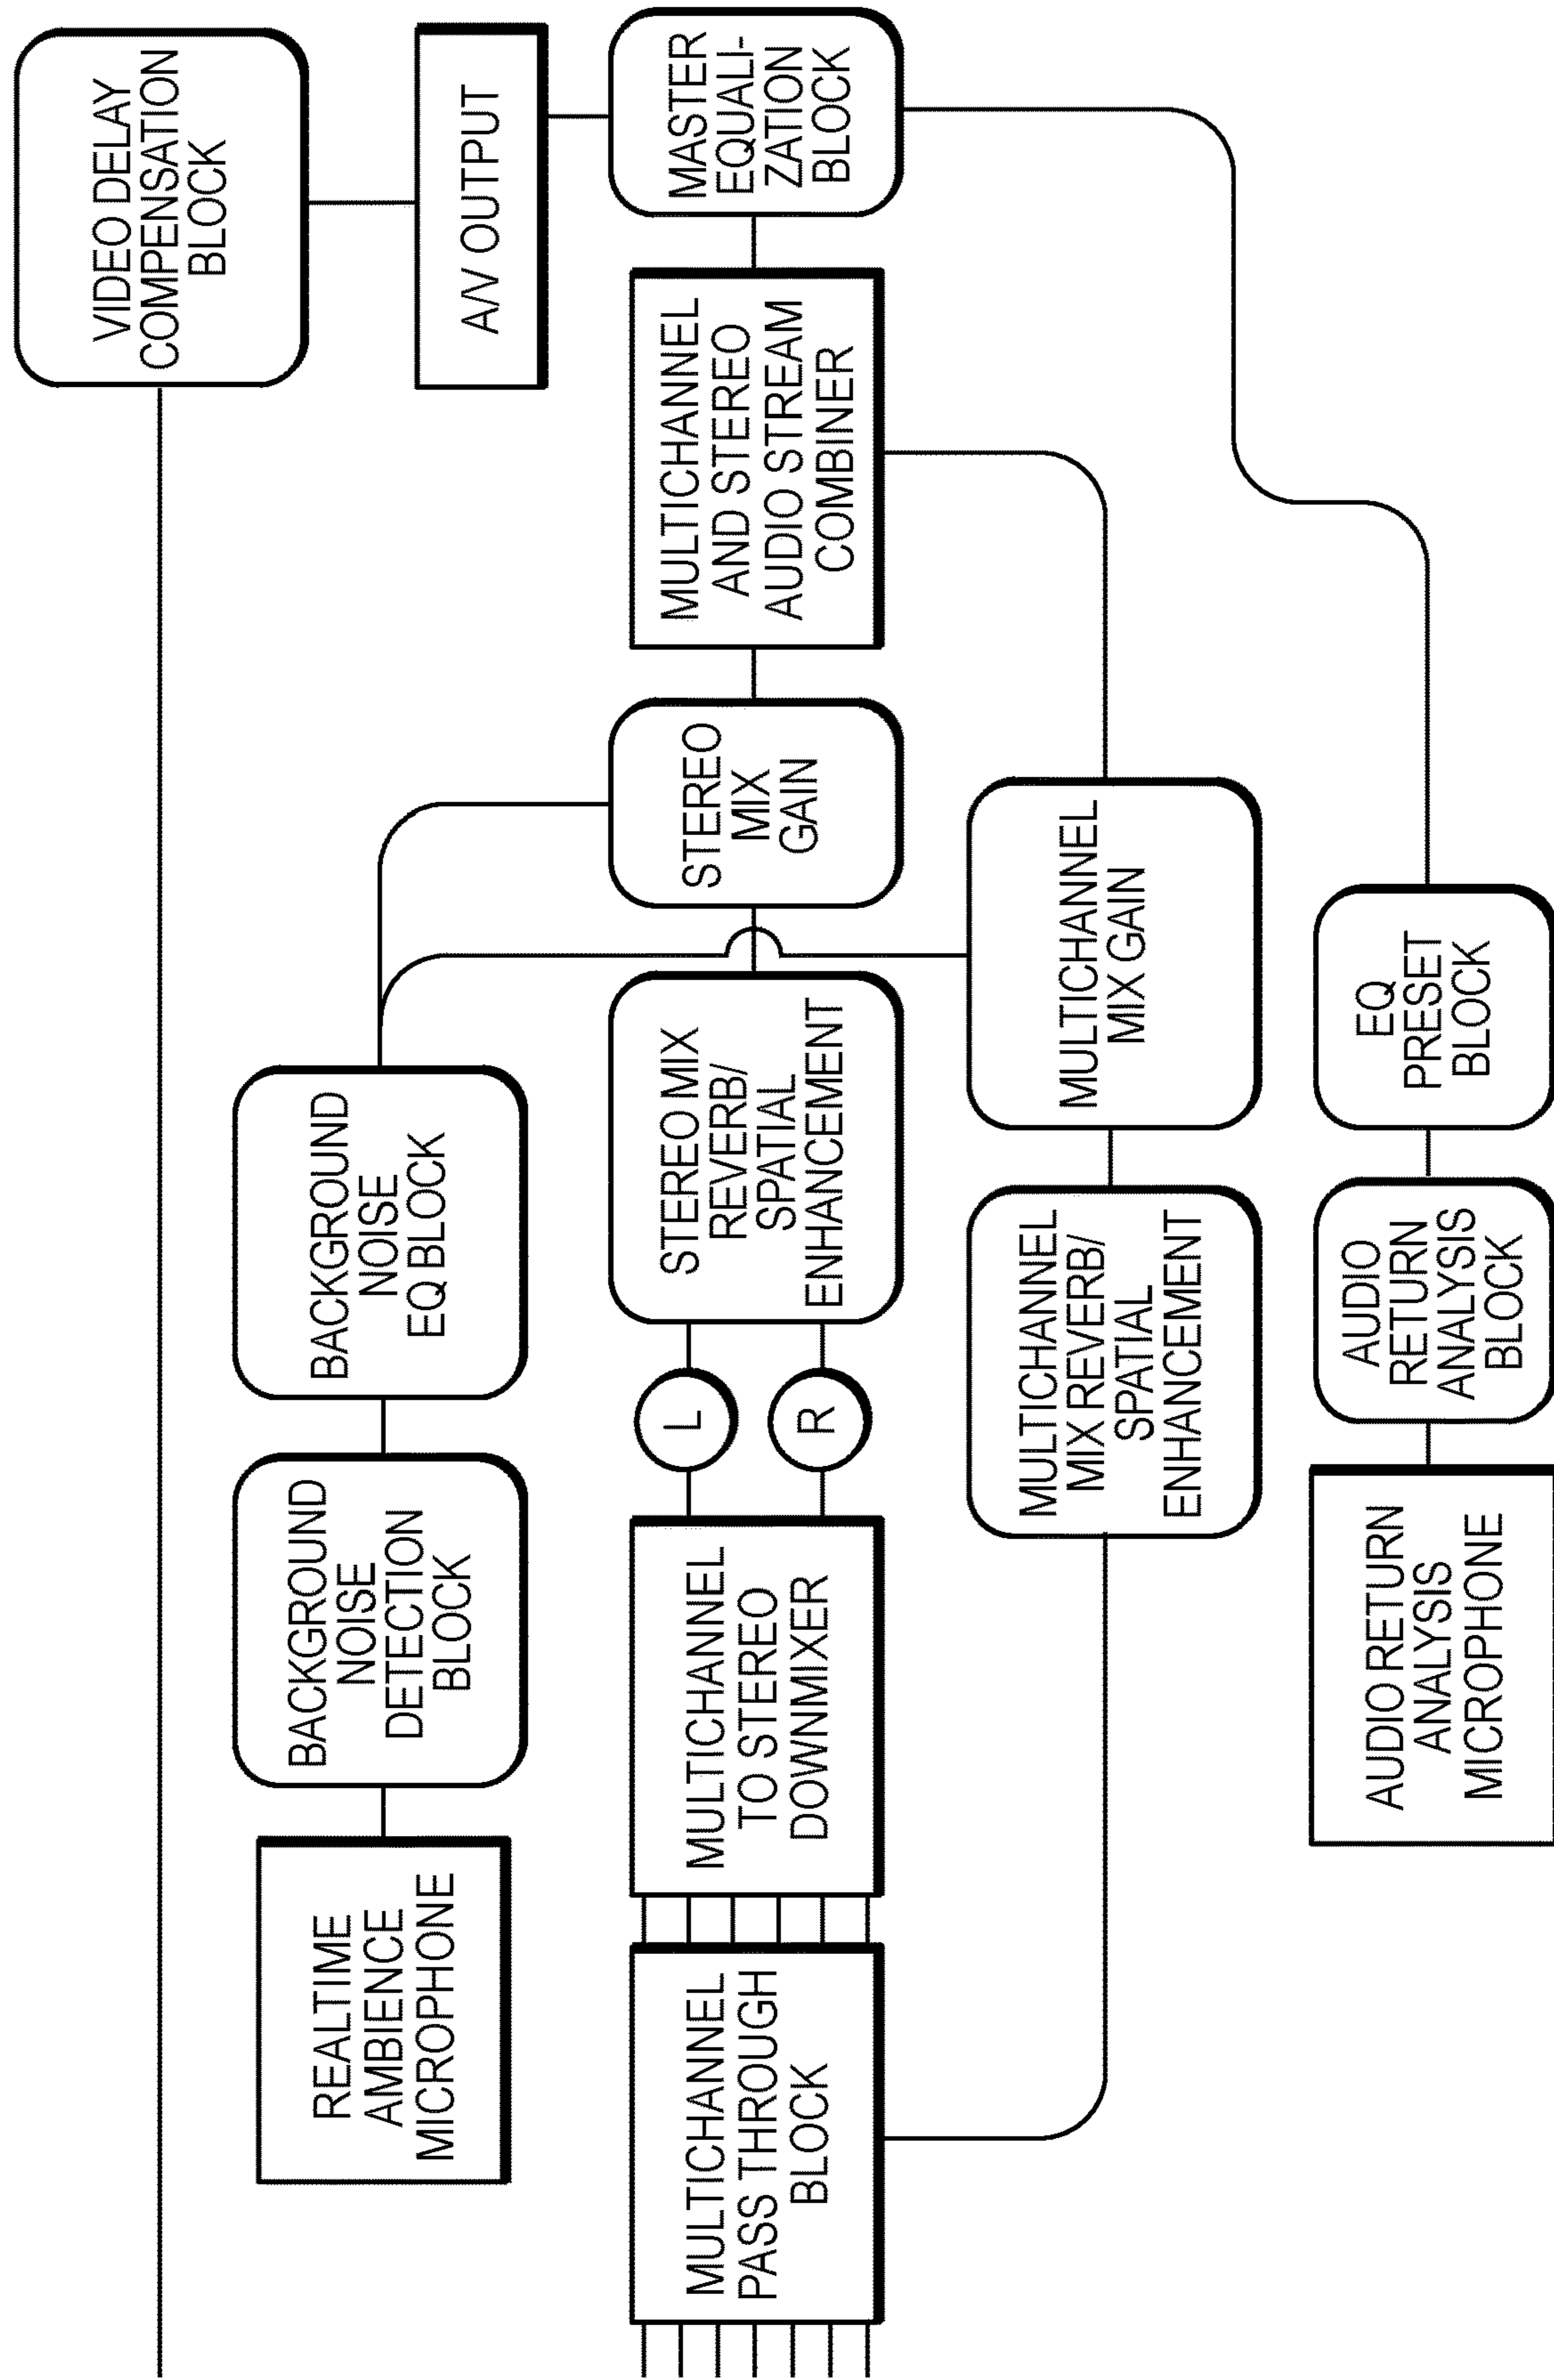 VIDEO DELAY
COMPENSATION
BLOCK
A/V OUTPUT
REALTIME
AMBIENCE
MICROPHONE
BACKGROUND
NOISE
DETECTION
BLOCK
BACKGROUND
NOISE
EQ BLOCK
MULTICHANNEL
PASS THROUGH
BLOCK
MULTICHANNEL
TO STEREO
DOWNMIXER
L
R
STEREO MIX
REVERB/
SPATIAL
ENHANCEMENT
STEREO
MIX
GAIN
MULTICHANNEL
AND STEREO
AUDIO STREAM
COMBINER
MASTER
EQUALI-
ZATION
BLOCK
MULTICHANNEL
MIX REVERB/
SPATIAL
ENHANCEMENT
MULTICHANNEL
MIX GAIN
AUDIO RETURN
ANALYSIS
MICROPHONE
AUDIO
RETURN
ANALYSIS
BLOCK
EQ
PRESET
BLOCK